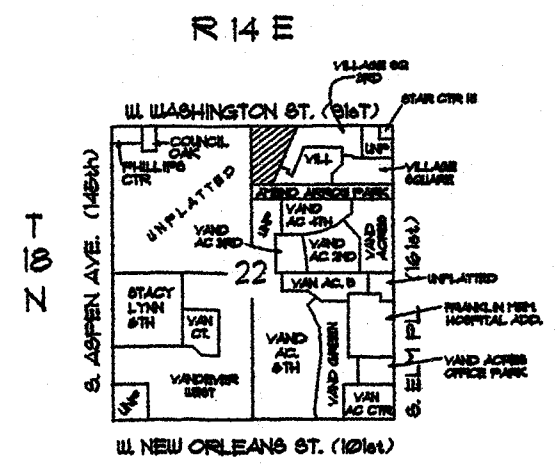 R 14 E
VILLAGE SQ
3RD
STAR CTR III
W. WASHINGTON ST. (91ST)
COUNCIL
OAK
PHILLIPS
CTR
UNPLATTED
VILL
UNP
VILLAGE
SQUARE
AMEND. ARROW PARK
UNP
VAND
AC 4TH
VAND
AC 3RD
VAND
AC 2ND
VAND
ACRES
S. ASPEN AVE. (145th)
T
18
N
22
(161st)
S. ELM PL
VAN AC. 5
UNPLATTED
STACY
LYNN
5TH
VAN
CT.
FRANKLIN MEM.
HOSPITAL ADD.
VAND
AC.
6TH
VAND GREEN
VAND ACRES
OFFICE PARK
VANDEVER
WEST
UNP
VAN
AC CTR
W. NEW ORLEANS ST. (101st)